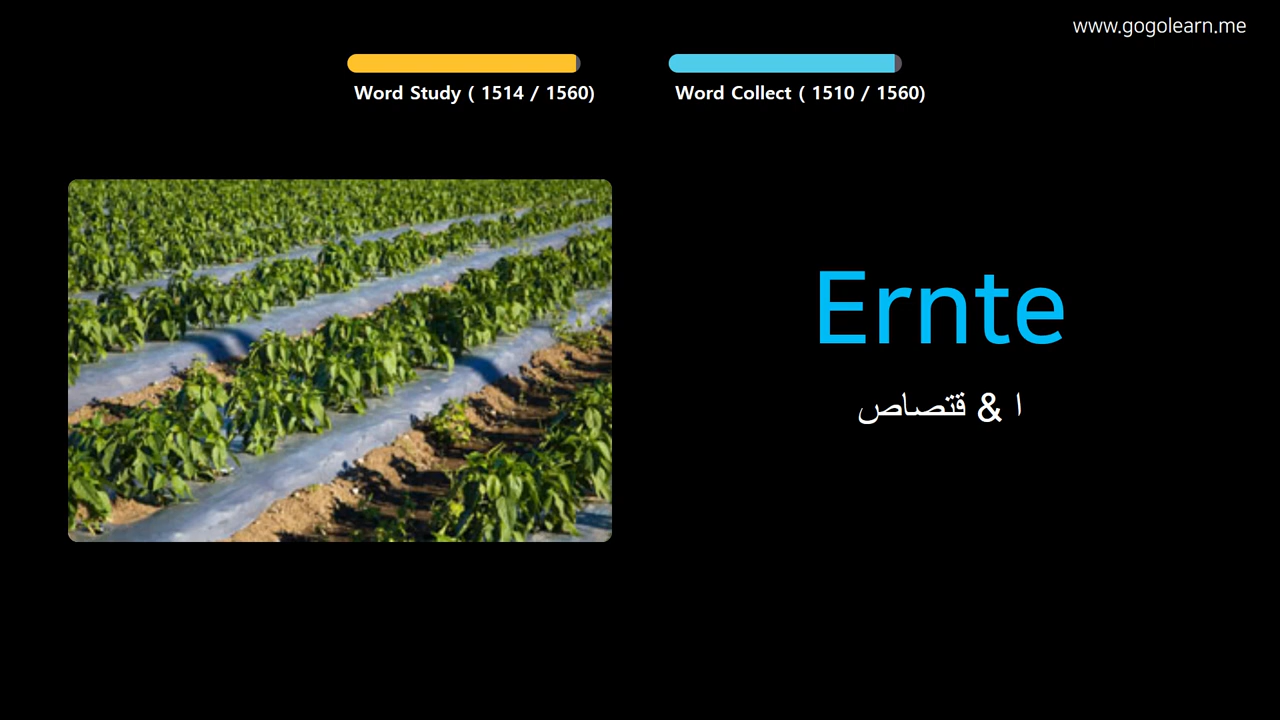 www.gogolearn.me
Word Study ( 1514 / 1560)
Word Collect ( 1510 / 1560)
Ernte
ا & قتصاص